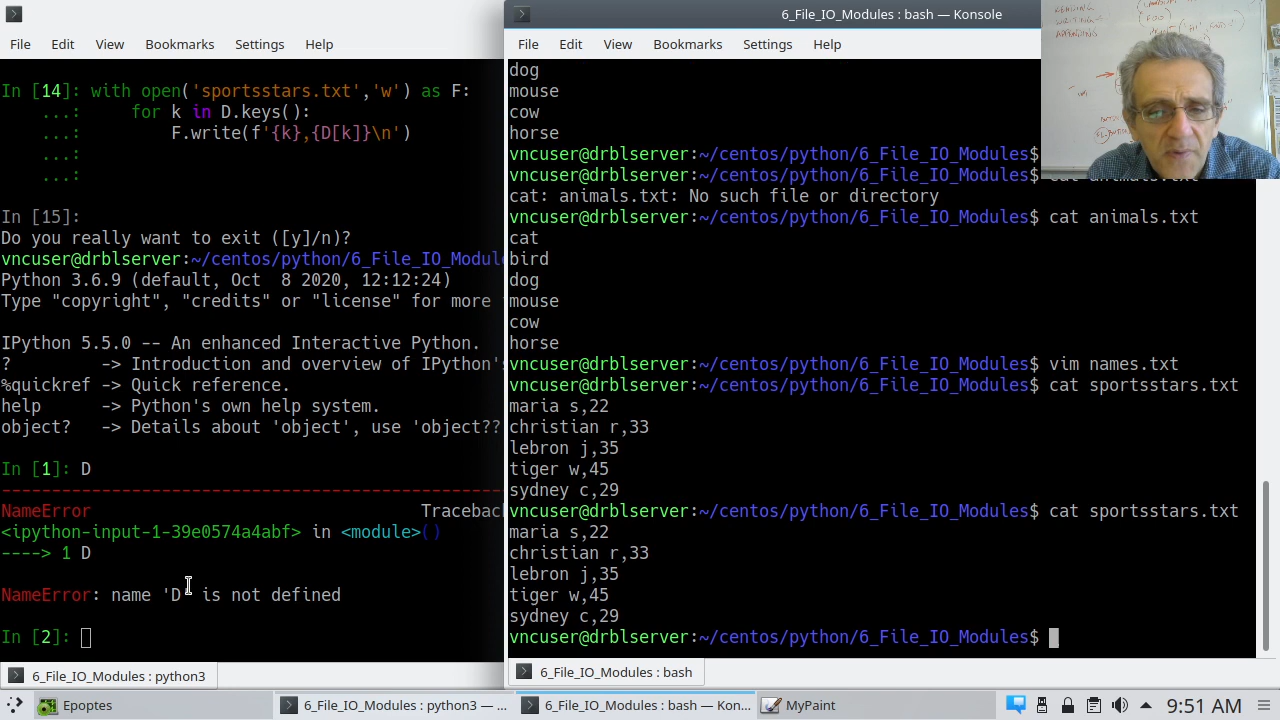 File Edit View Bookmarks Settings Help
In [14]: with open('sportsstars.txt','w') as F:
...: for k in D.keys():
...: F.write(f'{k},{D[k]}\n')
...:
...:
In [15]:
Do you really want to exit ([y]/n)?
vncuser@drblserver:~/centos/python/6_File_IO_Modul
Python 3.6.9 (default, Oct 8 2020, 12:12:24)
Type "copyright", "credits" or "license" for more
IPython 5.5.0 -- An enhanced Interactive Python.
? -> Introduction and overview of IPython's
%quickref -> Quick reference.
help -> Python's own help system.
object? -> Details about 'object', use 'object??
In [1]: D
NameError Traceback
<ipython-input-1-39e0574a4abf> in <module>()
----> 1 D
NameError: name 'D' is not defined
In [2]:
6_File_IO_Modules : python3
6_File_IO_Modules : bash — Konsole
File Edit View Bookmarks Settings Help
dog
mouse
cow
horse
vncuser@drblserver:~/centos/python/6_File_IO_Modules$
vncuser@drblserver:~/centos/python/6_File_IO_Modules$ cat animals.txt
cat: animals.txt: No such file or directory
vncuser@drblserver:~/centos/python/6_File_IO_Modules$ cat animals.txt
cat
bird
dog
mouse
cow
horse
vncuser@drblserver:~/centos/python/6_File_IO_Modules$ vim names.txt
vncuser@drblserver:~/centos/python/6_File_IO_Modules$ cat sportsstars.txt
maria s,22
christian r,33
lebron j,35
tiger w,45
sydney c,29
vncuser@drblserver:~/centos/python/6_File_IO_Modules$ cat sportsstars.txt
maria s,22
christian r,33
lebron j,35
tiger w,45
sydney c,29
vncuser@drblserver:~/centos/python/6_File_IO_Modules$
6_File_IO_Modules : bash
READING
WRITING
APPENDING
Epoptes
6_File_IO_Modules : python3 — ...
6_File_IO_Modules : bash — Kon...
MyPaint
9:51 AM